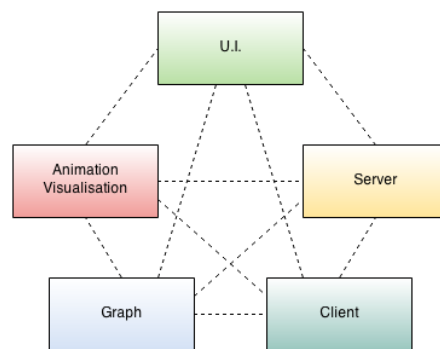 U.I.
Animation
Visualisation
Server
Graph
Client